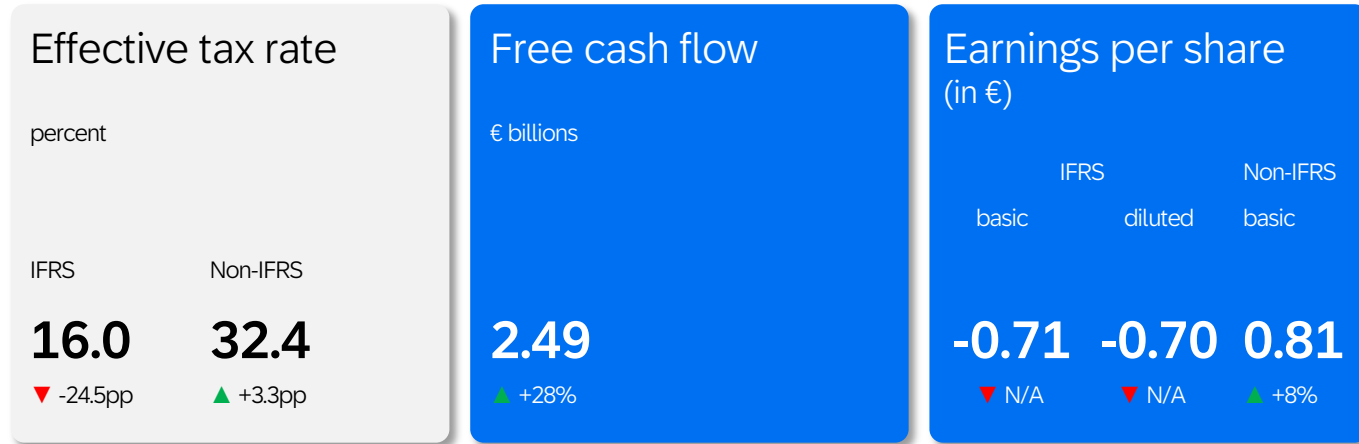 Effective tax rate
percent
IFRS Non-IFRS
16.0 32.4
▼ -24.5pp ▲ +3.3pp
Free cash flow
€ billions
2.49
▲ +28%
Earnings per share
(in €)
IFRS Non-IFRS
basic diluted basic
-0.71 -0.70 0.81
▼ N/A ▼ N/A ▲ +8%